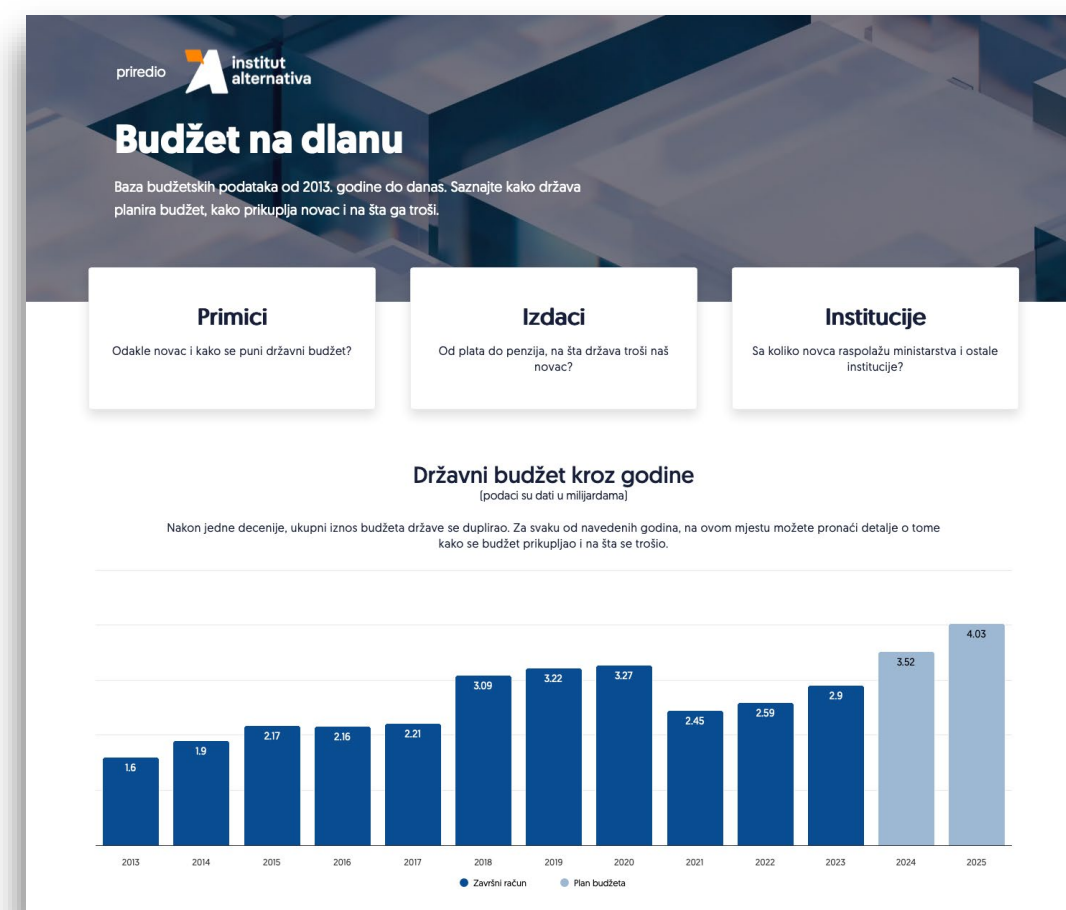 priredio
institut
alternativa
Budžet na dlanu
Baza budžetskih podataka od 2013. godine do danas. Saznajte kako država
planira budžet, kako prikuplja novac i na šta ga troši.
Primici
Odakle novac i kako se puni državni budžet?
Izdaci
Od plata do penzija, na šta država troši naš
novac?
Institucije
Sa koliko novca raspolažu ministarstva i ostale
institucije?
Državni budžet kroz godine
(podaci su dati u milijardama)
Nakon jedne decenije, ukupni iznos budžeta države se duplirao. Za svaku od navedenih godina, na ovom mjestu možete pronaći detalje o tome
kako se budžet prikupljao i na šta se trošio.
1.6
1.9
2.17
2.16
2.21
3.09
3.22
3.27
2.45
2.59
2.9
3.52
4.03
2013 2014 2015 2016 2017 2018 2019 2020 2021 2022 2023 2024 2025
Završni račun Plan budžeta